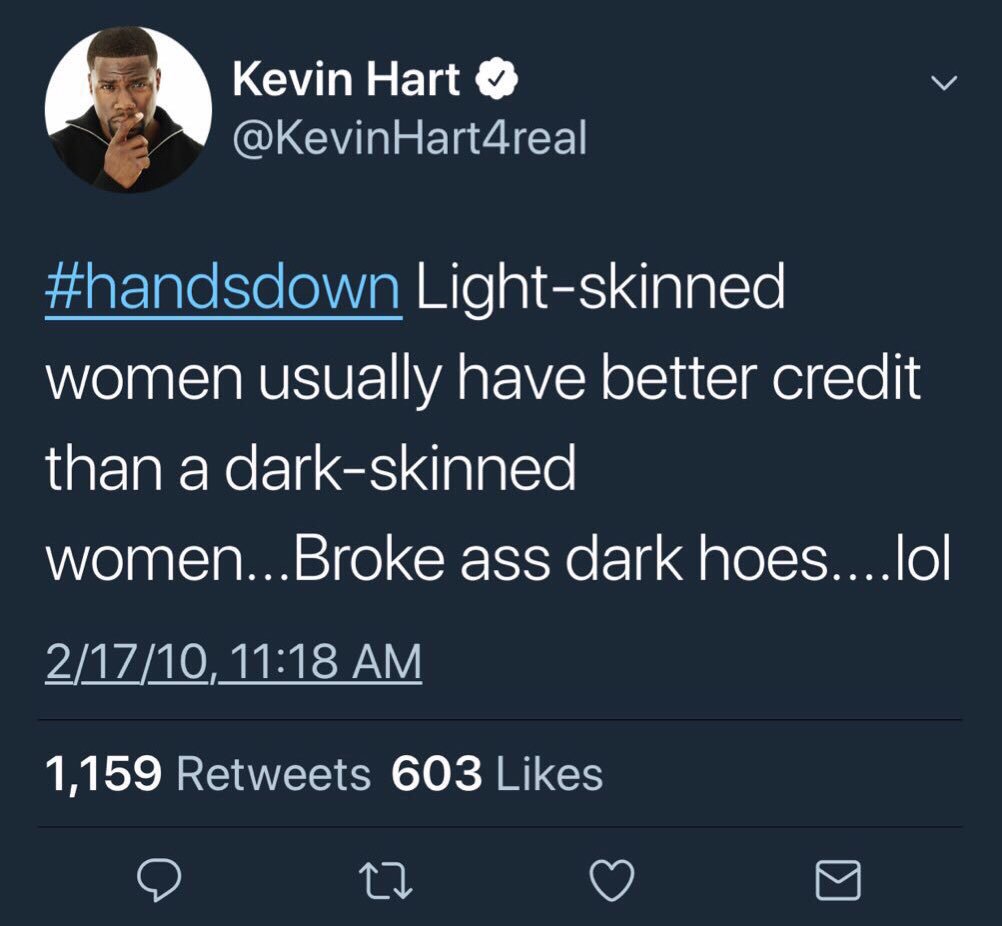 Kevin Hart
@KevinHart4real
#handsdown Light-skinned
women usually have better credit
than a dark-skinned
women...Broke ass dark hoes....lol
2/17/10, 11:18 AM
1,159 Retweets 603 Likes